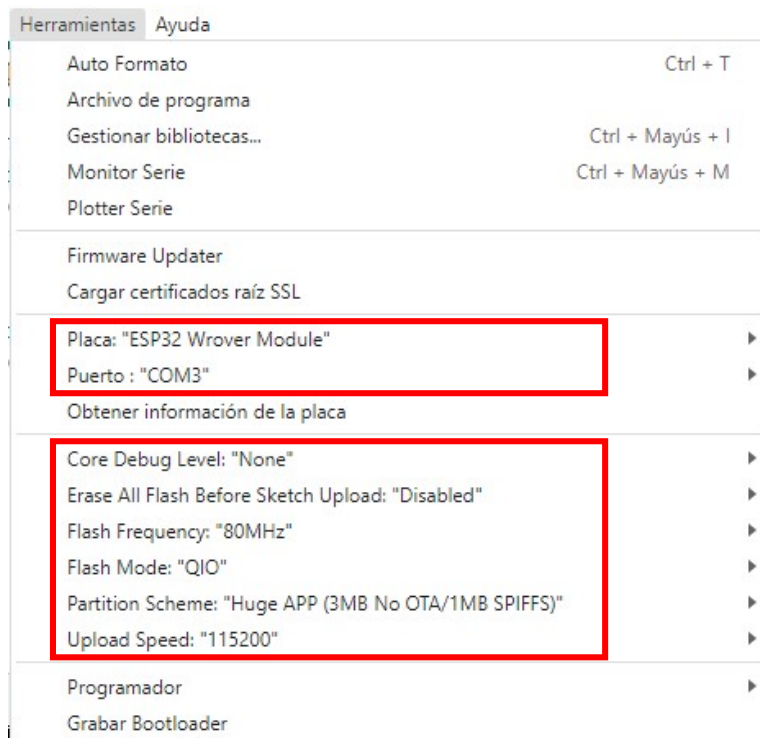 Herramientas Ayuda
Auto Formato Ctrl + T
Archivo de programa
Gestionar bibliotecas... Ctrl + Mayús + I
Monitor Serie Ctrl + Mayús + M
Plotter Serie
Firmware Updater
Cargar certificados raíz SSL
Placa: "ESP32 Wrover Module"
Puerto : "COM3"
Obtener información de la placa
Core Debug Level: "None"
Erase All Flash Before Sketch Upload: "Disabled"
Flash Frequency: "80MHz"
Flash Mode: "QIO"
Partition Scheme: "Huge APP (3MB No OTA/1MB SPIFFS)"
Upload Speed: "115200"
Programador
Grabar Bootloader